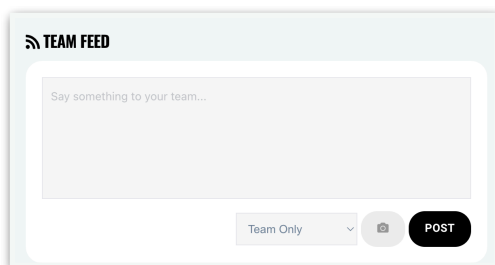 TEAM FEED
Say something to your team...
Team Only
POST